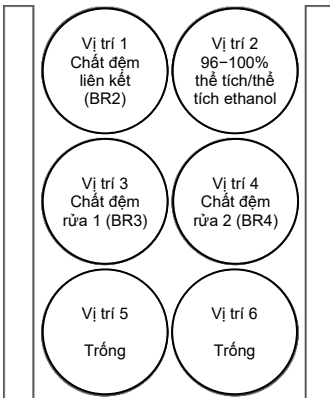 Vị trí 1
Chất đệm
liên kết
(BR2)
Vị trí 2
96−100%
thể tích/thể
tích ethanol
Vị trí 3
Chất đệm
rửa 1 (BR3)
Vị trí 4
Chất đệm
rửa 2 (BR4)
Vị trí 5
Trống
Vị trí 6
Trống